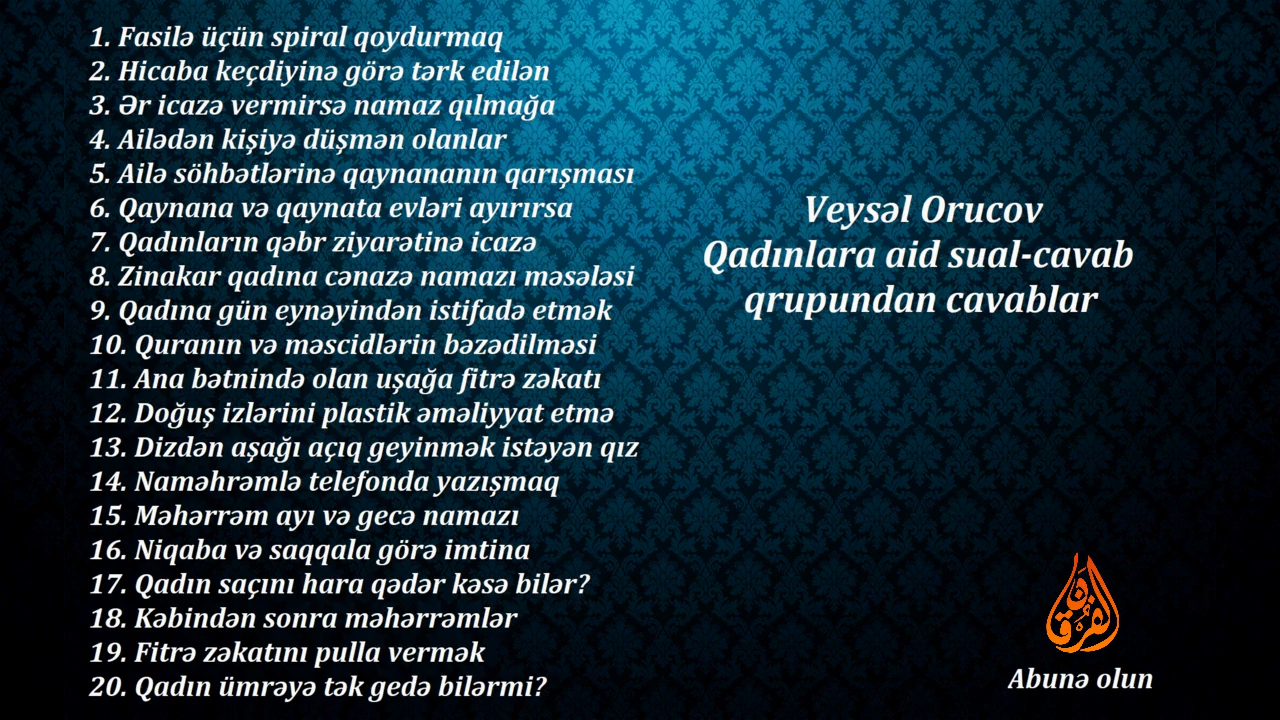 1. Fasilə üçün spiral qoydurmaq
2. Hicaba keçdiyinə görə tərk edilən
3. Ər icazə vermirsə namaz qılmağa
4. Ailədən kişiyə düşmən olanlar
5. Ailə söhbətlərinə qaynananın qarışması
6. Qaynana və qaynata evləri ayırırsa
7. Qadınların qəbr ziyarətinə icazə
8. Zinakar qadına cənazə namazı məsələsi
9. Qadına gün eynəyindən istifadə etmək
10. Quranın və məscidlərin bəzədilməsi
11. Ana bətnində olan uşağa fitrə zəkatı
12. Doğuş izlərini plastik əməliyyat etmə
13. Dizdən aşağı açıq geyinmək istəyən qız
14. Naməhrəmlə telefonda yazışmaq
15. Məhərrəm ayı və gecə namazı
16. Niqaba və saqqala görə imtina
17. Qadın saçını hara qədər kəsə bilər?
18. Kəbindən sonra məhərrəmlər
19. Fitrə zəkatını pulla vermək
20. Qadın ümrəyə tək gedə bilərmi?
Veysəl Orucov
Qadınlara aid sual-cavab
qrupundan cavablar
الفرقان
Abunə olun